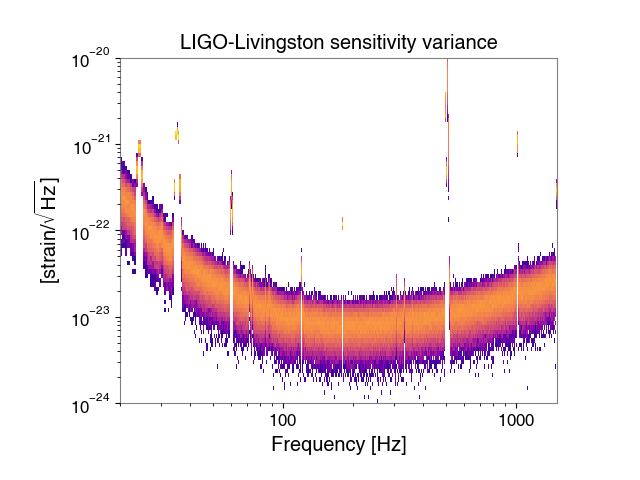 LIGO-Livingston sensitivity variance
10⁻²⁰
10⁻²¹
10⁻²²
10⁻²³
10⁻²⁴
[strain/√Hz]
100
1000
Frequency [Hz]